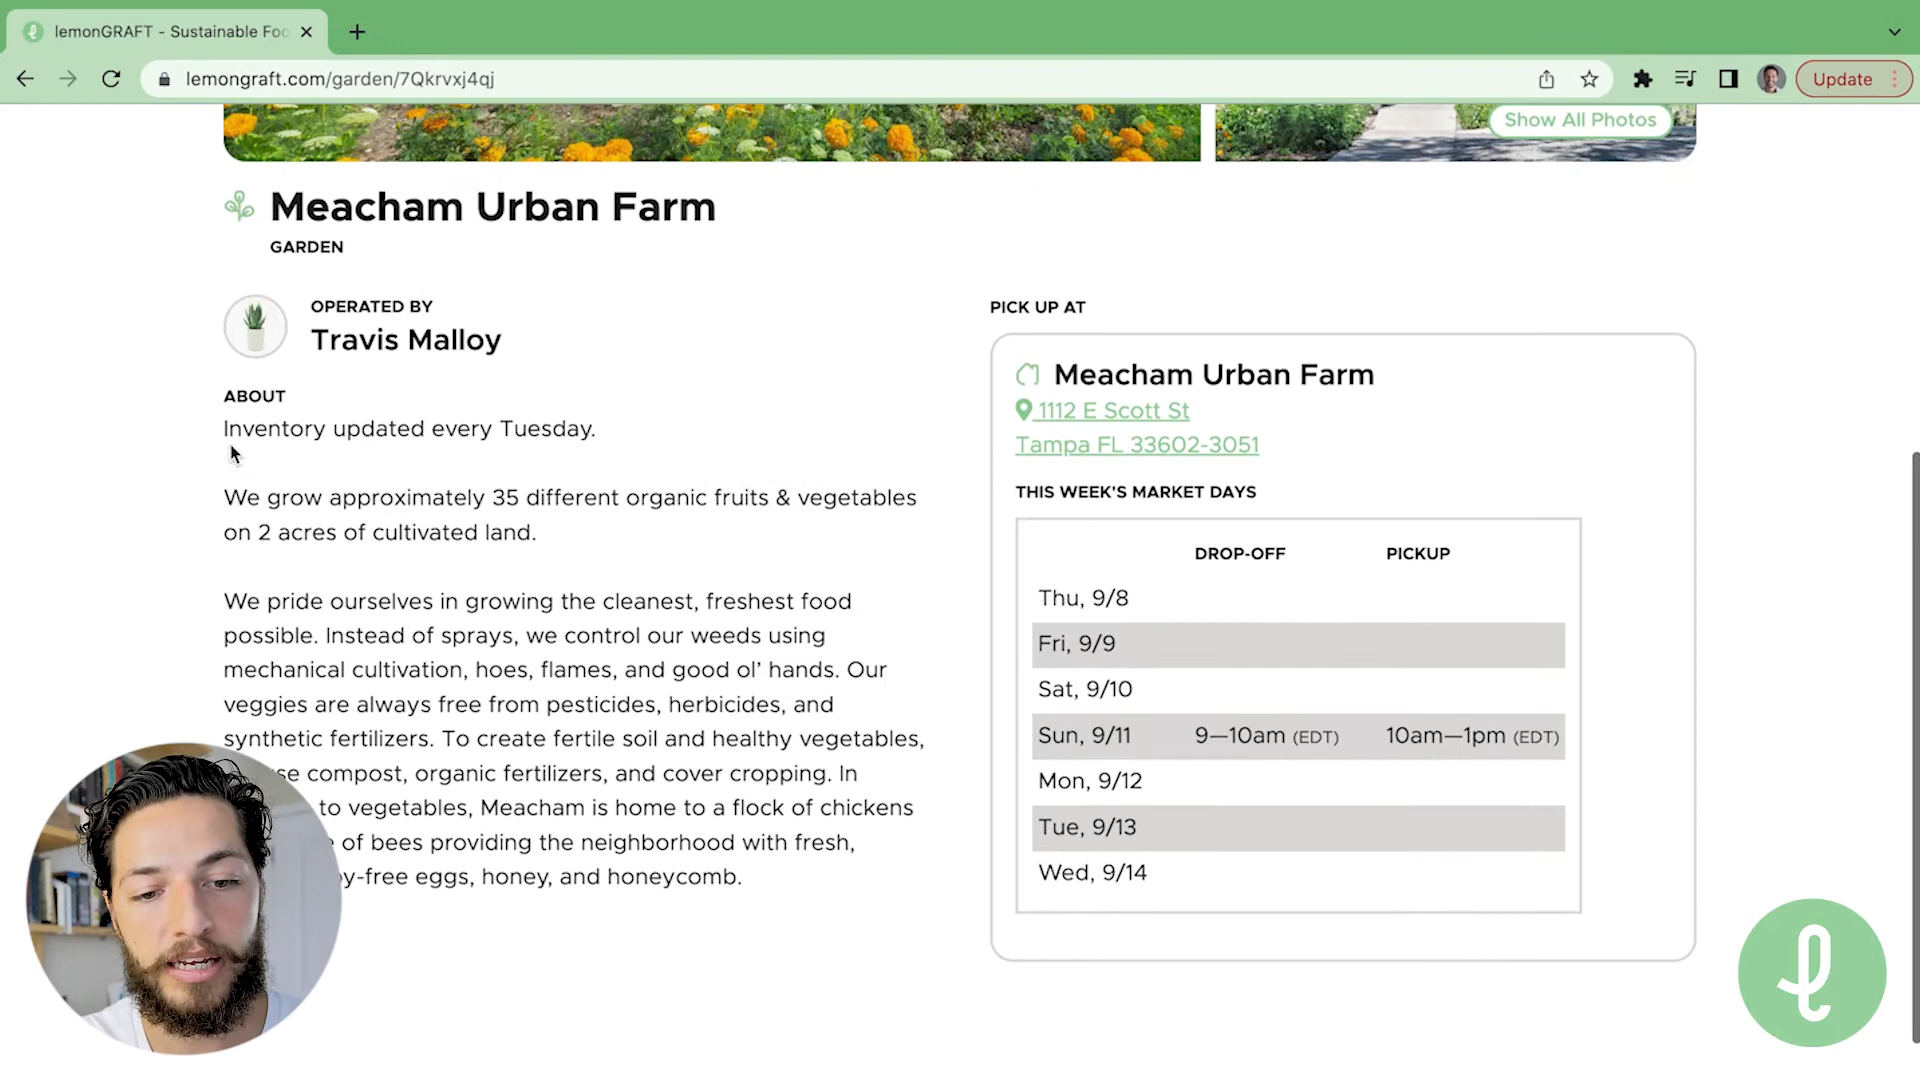 lemonGRAFT - Sustainable Foo
lemongraft.com/garden/7Qkrvxj4qj
Update
Show All Photos
Meacham Urban Farm
GARDEN
OPERATED BY
Travis Malloy
ABOUT
Inventory updated every Tuesday.
We grow approximately 35 different organic fruits & vegetables
on 2 acres of cultivated land.
We pride ourselves in growing the cleanest, freshest food
possible. Instead of sprays, we control our weeds using
mechanical cultivation, hoes, flames, and good ol’ hands. Our
veggies are always free from pesticides, herbicides, and
synthetic fertilizers. To create fertile soil and healthy vegetables,
compost, organic fertilizers, and cover cropping. In
to vegetables, Meacham is home to a flock of chickens
of bees providing the neighborhood with fresh,
eggs, honey, and honeycomb.
PICK UP AT
Meacham Urban Farm
1112 E Scott St
Tampa FL 33602-3051
THIS WEEK'S MARKET DAYS
DROP-OFF PICKUP
Thu, 9/8
Fri, 9/9
Sat, 9/10
Sun, 9/11 9—10am (EDT) 10am—1pm (EDT)
Mon, 9/12
Tue, 9/13
Wed, 9/14